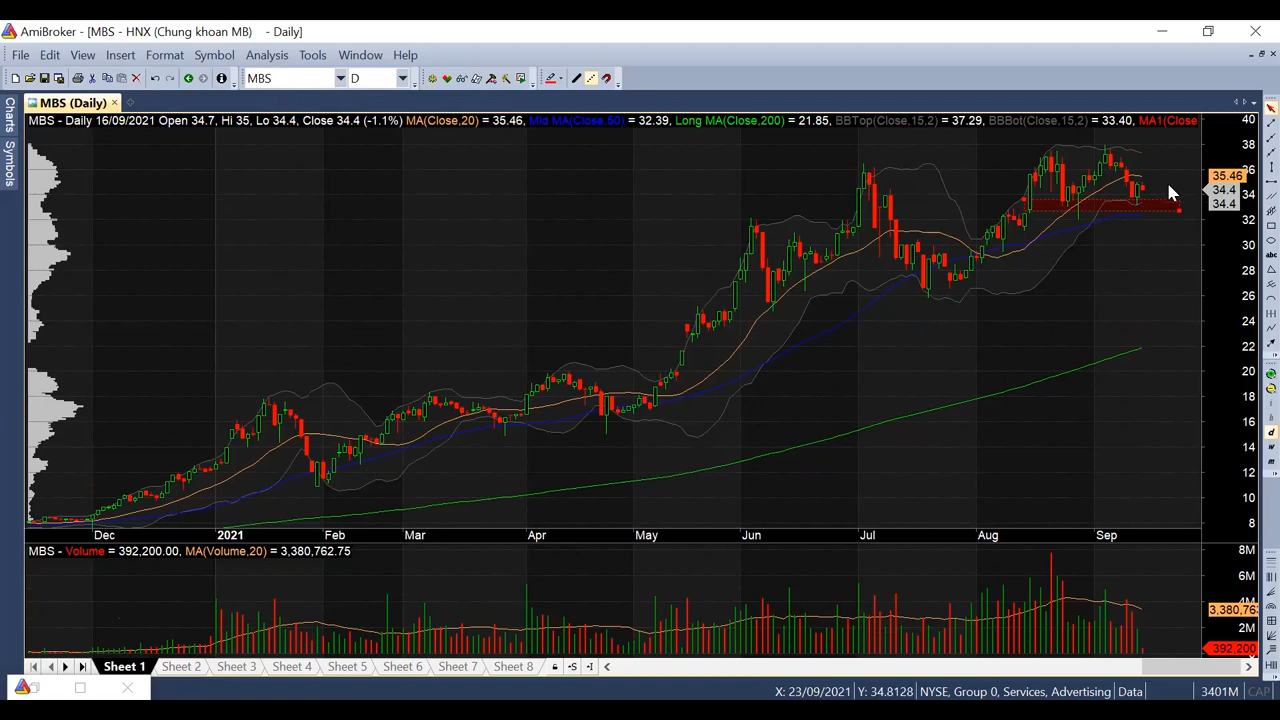 AmiBroker - [MBS - HNX (Chung khoan MB) - Daily]
File Edit View Insert Format Symbol Analysis Tools Window Help
MBS D
Charts
Symbols
MBS (Daily)
MBS - Daily 16/09/2021 Open 34.7, Hi 35, Lo 34.4, Close 34.4 (-1.1%) MA(Close,20) = 35.46, Mid MA(Close,50) = 32.39, Long MA(Close,200) = 21.85, BBTop(Close,15,2) = 37.29, BBBot(Close,15,2) = 33.40, MA1(Close
40
38
36
35.46
34.4
34
34.4
32
30
28
26
24
22
20
18
16
14
12
10
8
Dec 2021 Feb Mar Apr May Jun Jul Aug Sep
MBS - Volume = 392,200.00, MA(Volume,20) = 3,380,762.75
8M
6M
4M
3,380,763
2M
392,200
abc
i
h
d
w
m
Sheet 1 Sheet 2 Sheet 3 Sheet 4 Sheet 5 Sheet 6 Sheet 7 Sheet 8
X: 23/09/2021 Y: 34.8128 NYSE, Group 0, Services, Advertising Data 3401M CAP